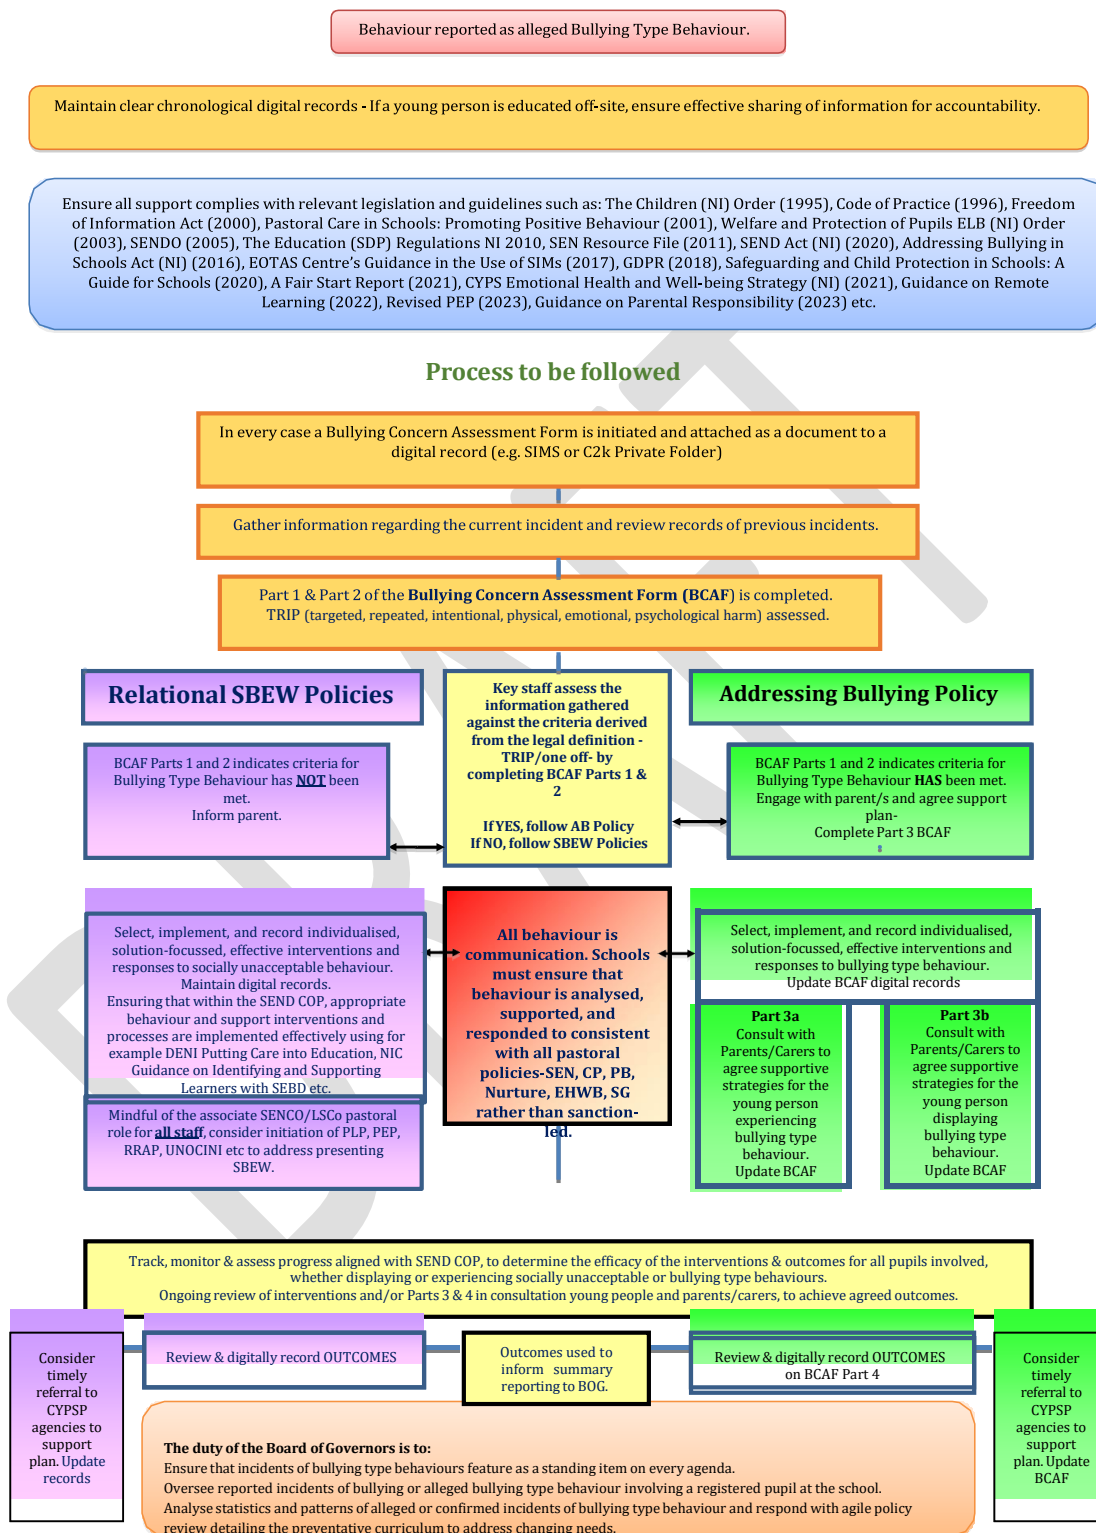 Behaviour reported as alleged Bullying Type Behaviour.
Maintain clear chronological digital records - If a young person is educated off-site, ensure effective sharing of information for accountability.
Ensure all support complies with relevant legislation and guidelines such as: The Children (NI) Order (1995), Code of Practice (1996), Freedom
of Information Act (2000), Pastoral Care in Schools: Promoting Positive Behaviour (2001), Welfare and Protection of Pupils ELB (NI) Order
(2003), SENDO (2005), The Education (SDP) Regulations NI 2010, SEN Resource File (2011), SEND Act (NI) (2020), Addressing Bullying in
Schools Act (NI) (2016), EOTAS Centre's Guidance in the Use of SIMs (2017), GDPR (2018), Safeguarding and Child Protection in Schools: A
Guide for Schools (2020), A Fair Start Report (2021), CYPS Emotional Health and Well-being Strategy (NI) (2021), Guidance on Remote
Learning (2022), Revised PEP (2023), Guidance on Parental Responsibility (2023) etc.
Process to be followed
In every case a Bullying Concern Assessment Form is initiated and attached as a document to a
digital record (e.g. SIMS or C2k Private Folder)
Gather information regarding the current incident and review records of previous incidents.
Part 1 & Part 2 of the Bullying Concern Assessment Form (BCAF) is completed.
TRIP (targeted, repeated, intentional, physical, emotional, psychological harm) assessed.
Relational SBEW Policies
BCAF Parts 1 and 2 indicates criteria for
Bullying Type Behaviour has NOT been
met.
Inform parent.
Key staff assess the
information gathered
against the criteria derived
from the legal definition -
TRIP/one off- by
completing BCAF Parts 1 &
2
If YES, follow AB Policy
If NO, follow SBEW Policies
Addressing Bullying Policy
BCAF Parts 1 and 2 indicates criteria for
Bullying Type Behaviour HAS been met.
Engage with parent/s and agree support
plan-
Complete Part 3 BCAF
Select, implement, and record individualised,
solution-focussed, effective interventions and
responses to socially unacceptable behaviour.
Maintain digital records.
Ensuring that within the SEND COP, appropriate
behaviour and support interventions and
processes are implemented effectively using for
example DENI Putting Care into Education, NIC
Guidance on Identifying and Supporting
Learners with SEBD etc.
Mindful of the associate SENCO/LSCo pastoral
role for all staff, consider initiation of PLP, PEP,
RRAP, UNOCINI etc to address presenting
SBEW.
All behaviour is
communication. Schools
must ensure that
behaviour is analysed,
supported, and
responded to consistent
with all pastoral
policies-SEN, CP, PB,
Nurture, EHWB, SG
rather than sanction-
led.
Select, implement, and record individualised,
solution-focussed, effective interventions and
responses to bullying type behaviour.
Update BCAF digital records
Part 3a
Consult with
Parents/Carers to
agree supportive
strategies for the
young person
experiencing
bullying type
behaviour.
Update BCAF
Part 3b
Consult with
Parents/Carers to
agree supportive
strategies for the
young person
displaying
bullying type
behaviour.
Update BCAF
Track, monitor & assess progress aligned with SEND COP, to determine the efficacy of the interventions & outcomes for all pupils involved,
whether displaying or experiencing socially unacceptable or bullying type behaviours.
Ongoing review of interventions and/or Parts 3 & 4 in consultation young people and parents/carers, to achieve agreed outcomes.
Consider
timely
referral to
CYPSP
agencies to
support
plan. Update
records
Review & digitally record OUTCOMES
Outcomes used to
inform summary
reporting to BOG.
Review & digitally record OUTCOMES
on BCAF Part 4
Consider
timely
referral to
CYPSP
agencies to
support
plan. Update
BCAF
The duty of the Board of Governors is to:
Ensure that incidents of bullying type behaviours feature as a standing item on every agenda.
Oversee reported incidents of bullying or alleged bullying type behaviour involving a registered pupil at the school.
Analyse statistics and patterns of alleged or confirmed incidents of bullying type behaviour and respond with agile policy
review detailing the preventative curriculum to address changing needs.
DRAFT